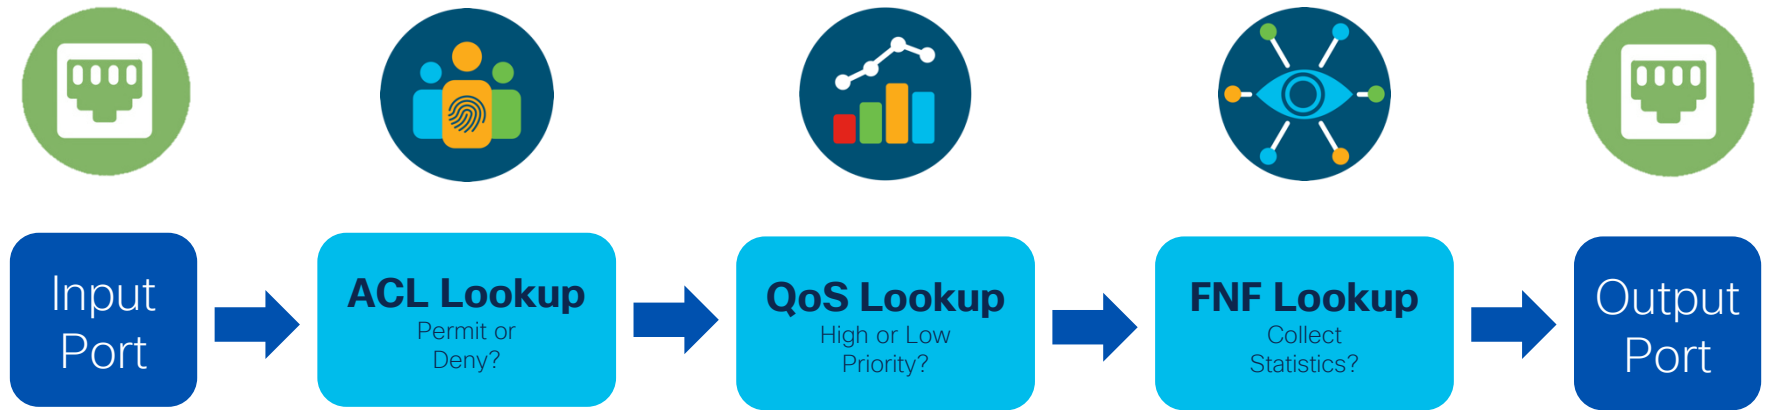 Input
Port
ACL Lookup
Permit or
Deny?
QoS Lookup
High or Low
Priority?
FNF Lookup
Collect
Statistics?
Output
Port